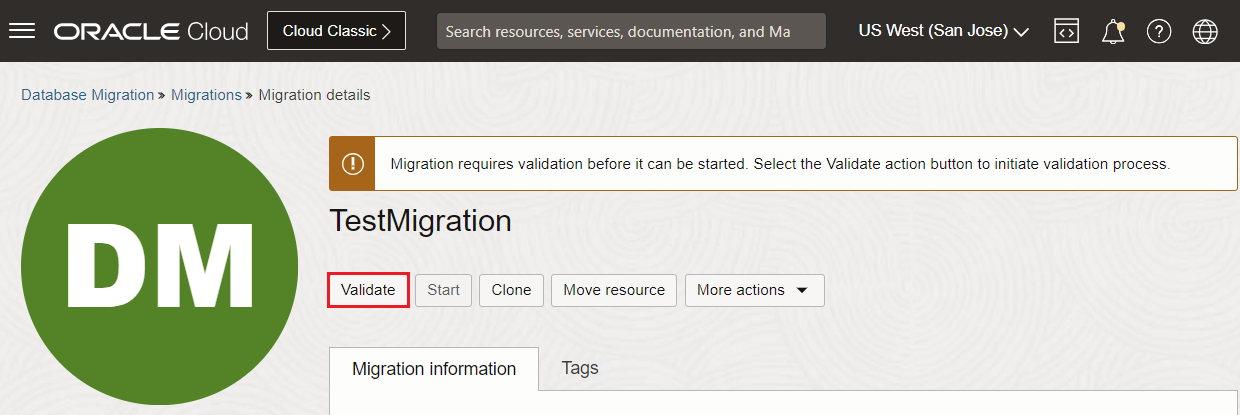 ORACLE Cloud
Cloud Classic
Search resources, services, documentation, and Ma
US West (San Jose)
Database Migration » Migrations » Migration details
Migration requires validation before it can be started. Select the Validate action button to initiate validation process.
DM
TestMigration
Validate
Start
Clone
Move resource
More actions
Migration information
Tags